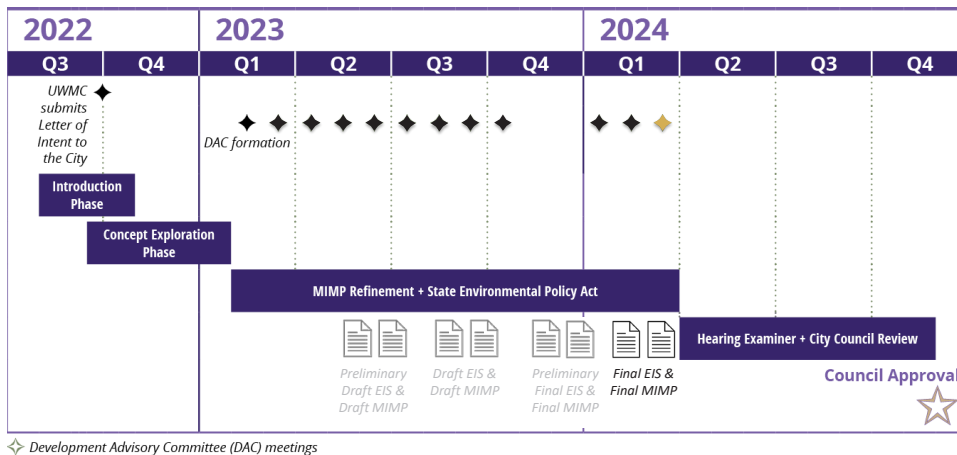 2022 2023 2024
Q3 Q4 Q1 Q2 Q3 Q4 Q1 Q2 Q3 Q4
UWMC
submits
Letter of
Intent to
the City
DAC formation
Introduction
Phase
Concept Exploration
Phase
MIMP Refinement + State Environmental Policy Act
Hearing Examiner + City Council Review
Preliminary
Draft EIS &
Draft MIMP
Draft EIS &
Draft MIMP
Preliminary
Final EIS &
Final MIMP
Final EIS &
Final MIMP
Council Approval
Development Advisory Committee (DAC) meetings